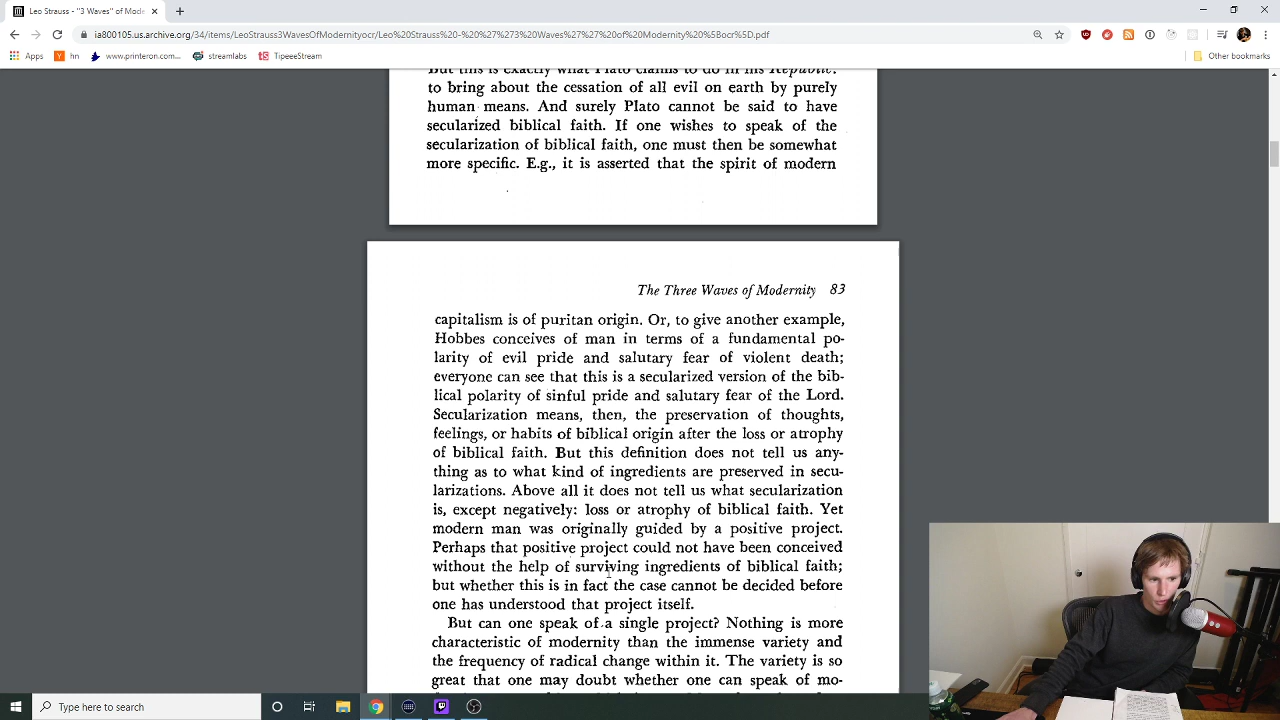 Leo Strauss - "3 Waves" of Mode
ia800105.us.archive.org/34/items/LeoStrauss3WavesOfModernityocr/Leo%20Strauss%20-%20%27%273%20Waves%27%27%20of%20Modernity%20%5Bocr%5D.pdf
Apps
hn
www.printeron.com...
streamlabs
TipeeeStream
Other bookmarks
But this is exactly what Plato claims to do in his Republic:
to bring about the cessation of all evil on earth by purely
human means. And surely Plato cannot be said to have
secularized biblical faith. If one wishes to speak of the
secularization of biblical faith, one must then be somewhat
more specific. E.g., it is asserted that the spirit of modern
The Three Waves of Modernity 83
capitalism is of puritan origin. Or, to give another example,
Hobbes conceives of man in terms of a fundamental po-
larity of evil pride and salutary fear of violent death;
everyone can see that this is a secularized version of the bib-
lical polarity of sinful pride and salutary fear of the Lord.
Secularization means, then, the preservation of thoughts,
feelings, or habits of biblical origin after the loss or atrophy
of biblical faith. But this definition does not tell us any-
thing as to what kind of ingredients are preserved in secu-
larizations. Above all it does not tell us what secularization
is, except negatively: loss or atrophy of biblical faith. Yet
modern man was originally guided by a positive project.
Perhaps that positive project could not have been conceived
without the help of surviving ingredients of biblical faith;
but whether this is in fact the case cannot be decided before
one has understood that project itself.
But can one speak of a single project? Nothing is more
characteristic of modernity than the immense variety and
the frequency of radical change within it. The variety is so
great that one may doubt whether one can speak of mo-
Type here to search